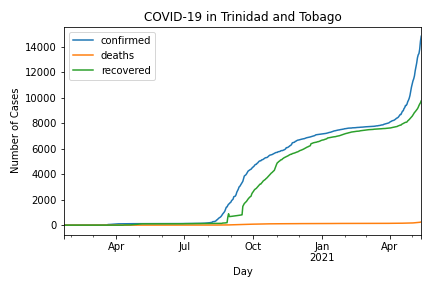 COVID-19 in Trinidad and Tobago
confirmed
deaths
recovered
Number of Cases
14000
12000
10000
8000
6000
4000
2000
0
Apr
Jul
Oct
Jan
2021
Apr
Day